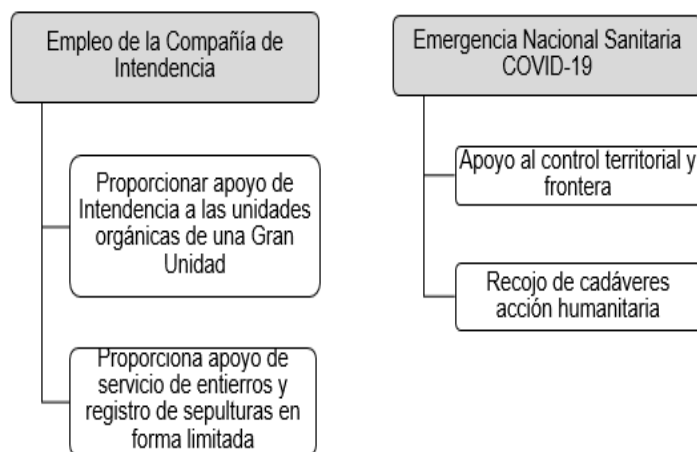 Empleo de la Compañía de
Intendencia
Proporcionar apoyo de
Intendencia a las unidades
orgánicas de una Gran
Unidad
Proporciona apoyo de
servicio de entierros y
registro de sepulturas en
forma limitada
Emergencia Nacional Sanitaria
COVID-19
Apoyo al control territorial y
frontera
Recojo de cadáveres
acción humanitaria